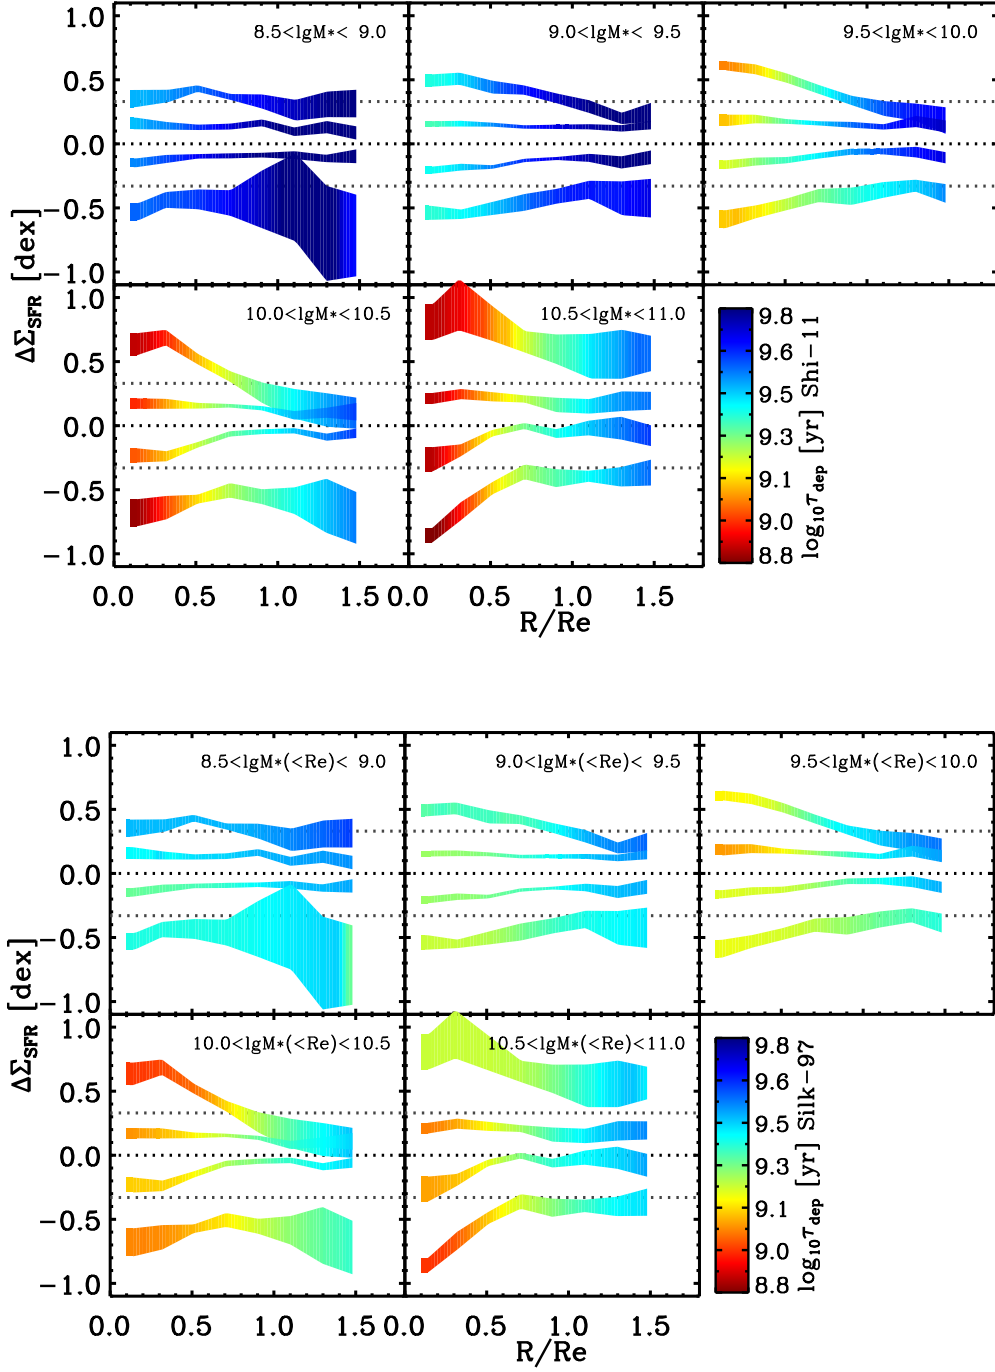 8.5<lgM*< 9.0
9.0<lgM*< 9.5
9.5<lgM*<10.0
1.0
0.5
0.0
−0.5
−1.0
10.0<lgM*<10.5
10.5<lgM*<11.0
1.0
0.5
0.0
−0.5
−1.0
ΔΣSFR [dex]
0.0 0.5 1.0 1.5 0.0 0.5 1.0 1.5
R/Re
9.8
9.6
9.5
9.3
9.1
9.0
8.8
log10τdep [yr] Shi−11
8.5<lgM*(<Re)< 9.0
9.0<lgM*(<Re)< 9.5
9.5<lgM*(<Re)<10.0
1.0
0.5
0.0
−0.5
−1.0
10.0<lgM*(<Re)<10.5
10.5<lgM*(<Re)<11.0
1.0
0.5
0.0
−0.5
−1.0
ΔΣSFR [dex]
0.0 0.5 1.0 1.5 0.0 0.5 1.0 1.5
R/Re
9.8
9.6
9.5
9.3
9.1
9.0
8.8
log10τdep [yr] Silk−97